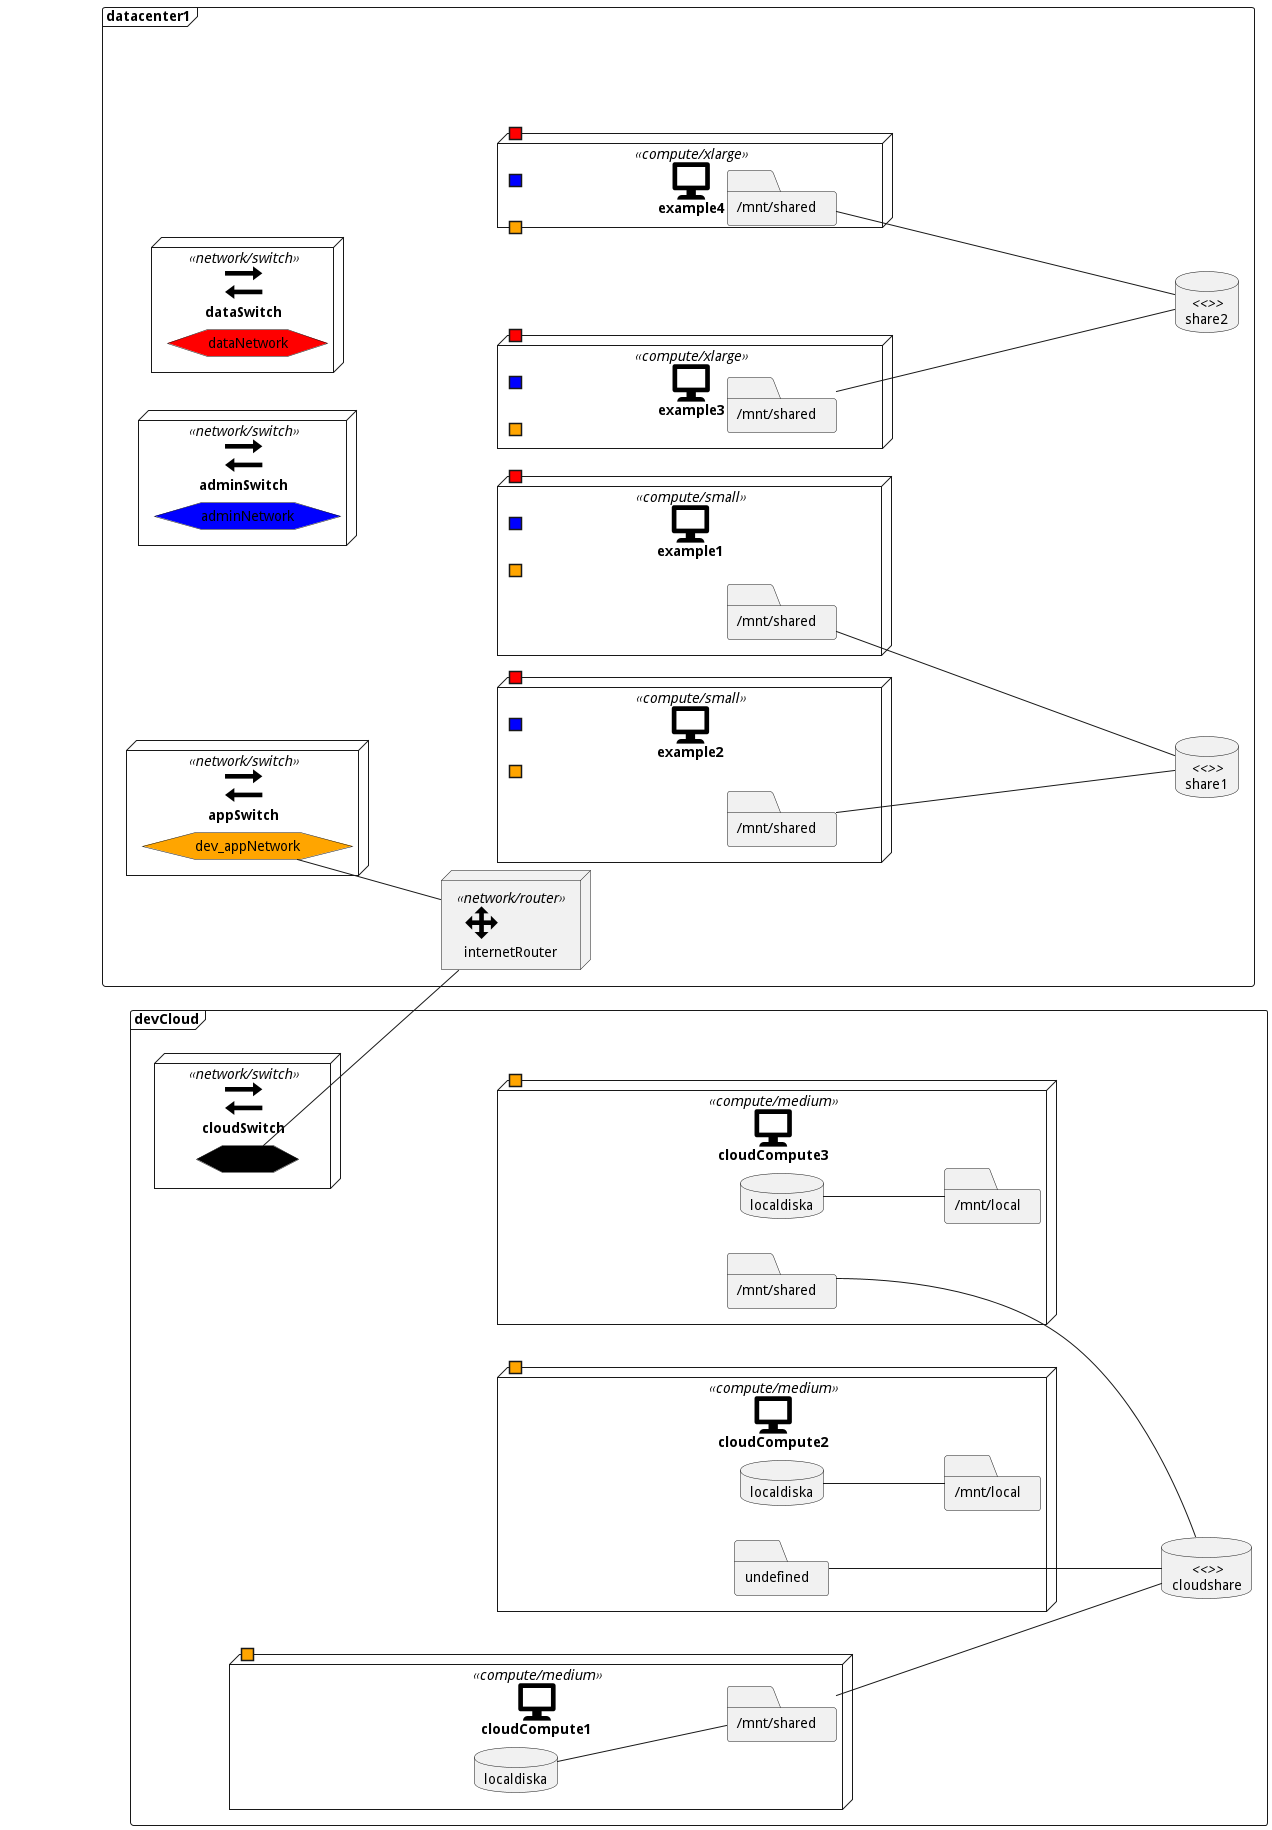 datacenter1
«compute/xlarge»
example4
/mnt/shared
«network/switch»
dataSwitch
dataNetwork
<<>>
share2
«compute/xlarge»
example3
/mnt/shared
«network/switch»
adminSwitch
adminNetwork
«compute/small»
example1
/mnt/shared
«compute/small»
example2
/mnt/shared
<<>>
share1
«network/switch»
appSwitch
dev_appNetwork
«network/router»
internetRouter
devCloud
«network/switch»
cloudSwitch
«compute/medium»
cloudCompute3
localdiska
/mnt/local
/mnt/shared
«compute/medium»
cloudCompute2
localdiska
/mnt/local
undefined
<<>>
cloudshare
«compute/medium»
cloudCompute1
/mnt/shared
localdiska